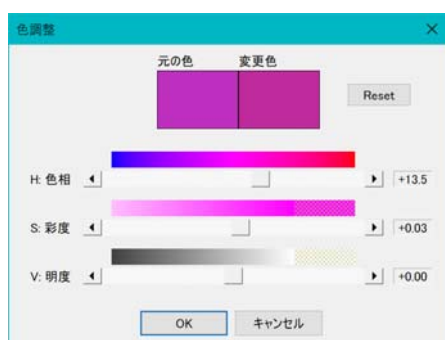 色調整
元の色 変更色
Reset
H: 色相 +13.5
S: 彩度 +0.03
V: 明度 +0.00
OK キャンセル